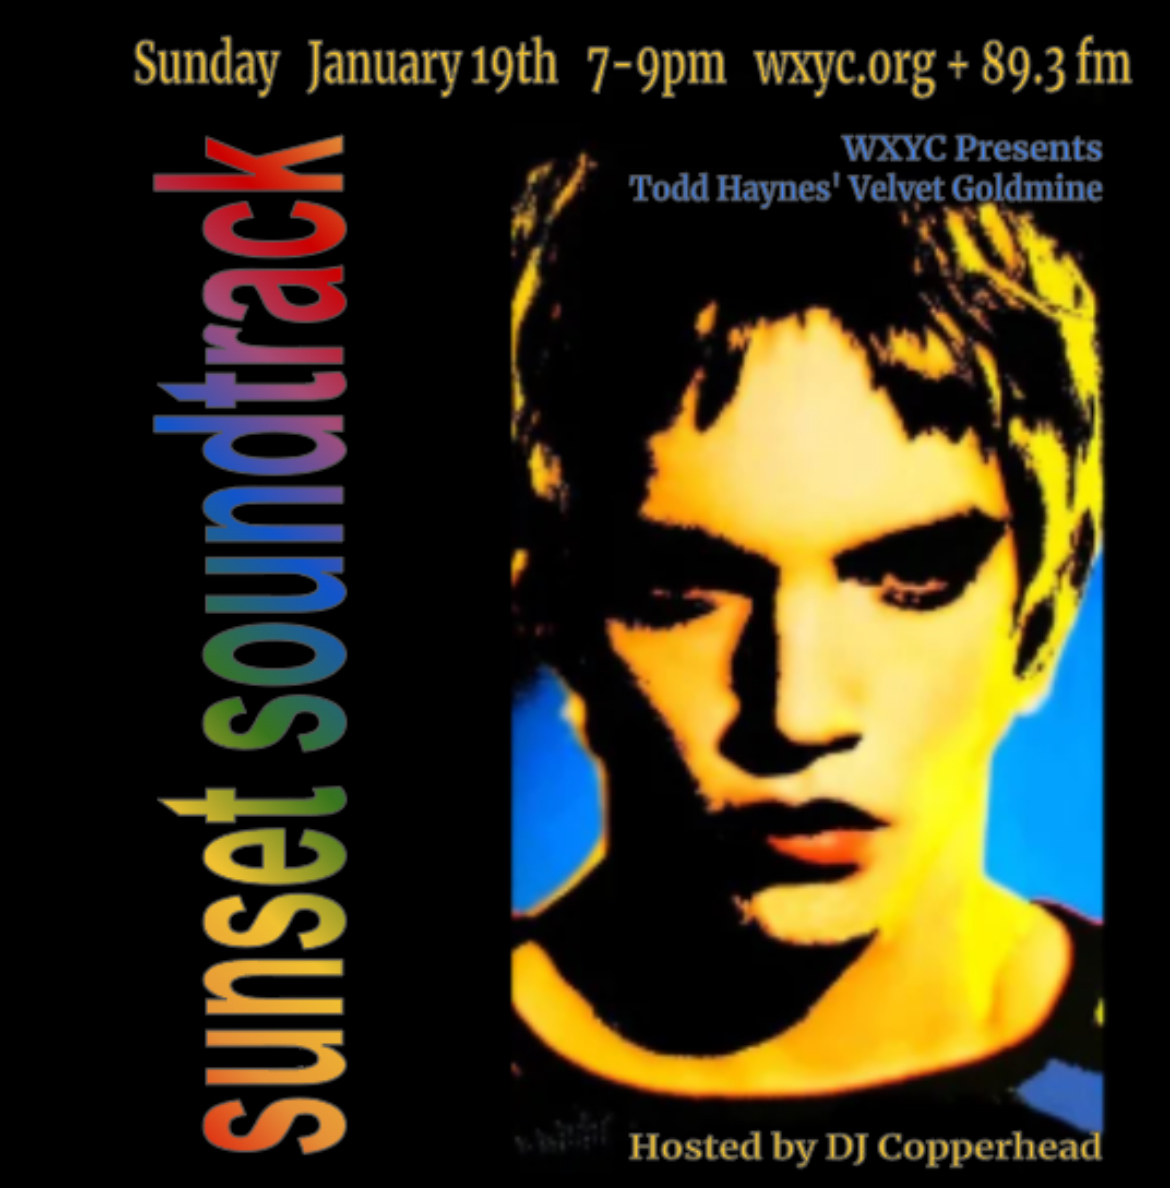 Sunday January 19th 7-9pm wxyc.org + 89.3 fm
sunset soundtrack
WXYC Presents
Todd Haynes' Velvet Goldmine
Hosted by DJ Copperhead